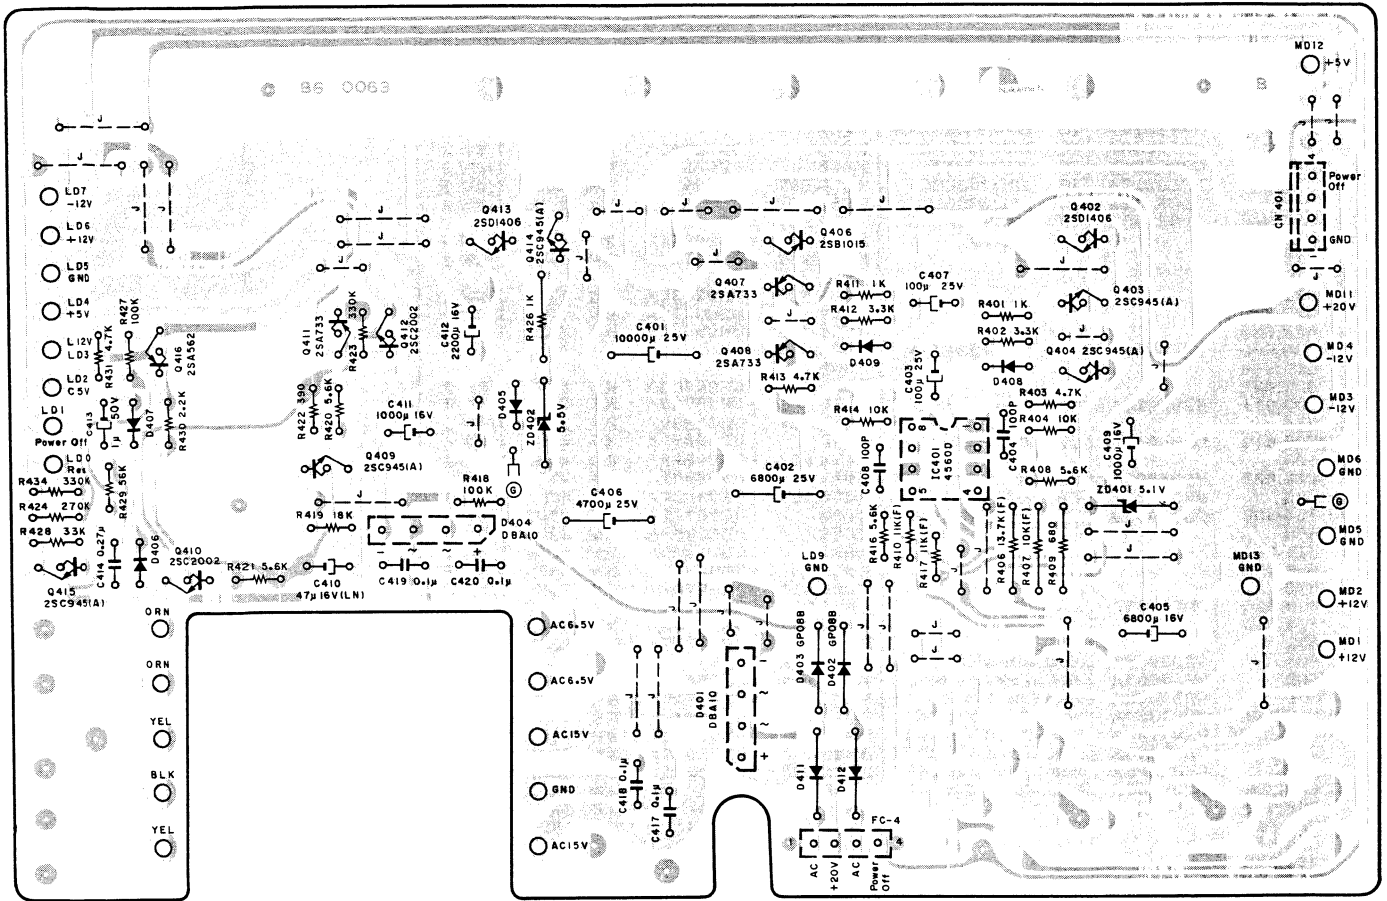 86 0063
B
MD12
+5V
J
J
J
J
J
J
J
4
Power
Off
CN 401
GND
1
J
MD11
+20V
MD4
-12V
MD3
-12V
MD6
GND
G
MD5
GND
MD13
GND
MD2
+12V
MD1
+12V
LD7
-12V
LD6
+12V
LD5
GND
LD4
+5V
L12V
LD3
LD2
C5V
LD1
Power Off
LD0
Res
R427
100K
R431 4.7K
Q416
2SA562
C413
1µ 50V
D407
R430 2.2K
R434 330K
R424 270K
R428 33K
R429 56K
C414 0.27µ
D406
Q415
2SC945(A)
Q410
2SC2002
R421 5.6K
J
J
J
Q411
2SA733
R423 330K
Q412
2SC2002
C412
2200µ 16V
R422 390
R420 5.6K
C411
1000µ 16V
J
Q409
2SC945(A)
J
R418
100K
R419 18K
D404
DBA10
- ~ ~ +
C410
47µ16V(LN)
C419 0.1µ
C420 0.1µ
Q413
2SD1406
Q414
2SC945(A)
J
R426 1K
D405
ZD402
5.5V
G
J
J
J
J
C401
10000µ 25V
C406
4700µ 25V
C402
6800µ 25V
Q406
2SB1015
J
Q407
2SA733
J
Q408
2SA733
R413 4.7K
R411 1K
R412 3.3K
D409
R414 10K
C407
100µ 25V
C403
100µ 25V
C408 100P
8
IC401
4560D
5
4
C404
100P
Q402
2SD1406
J
Q403
2SC945(A)
R401 1K
R402 3.3K
J
Q404 2SC945(A)
D408
R403 4.7K
R404 10K
J
C409
1000µ 16V
R408 5.6K
ZD401 5.1V
J
J
R416 5.6K
R410 11K(F)
R417 11K(F)
J
J
R406 13.7K(F)
R407 10K(F)
R409 680
C405
6800µ 16V
J
J
J
J
LD9
GND
J
J
J
J
J
J
D403 GP08B
D402 GP08B
J
J
D401
DBA10
-
~
~
+
D411
D412
C418 0.1µ
C417 0.1µ
ORN
ORN
YEL
BLK
YEL
AC6.5V
AC6.5V
AC15V
GND
AC15V
FC-4
1
4
AC
+20V
AC
Power
Off